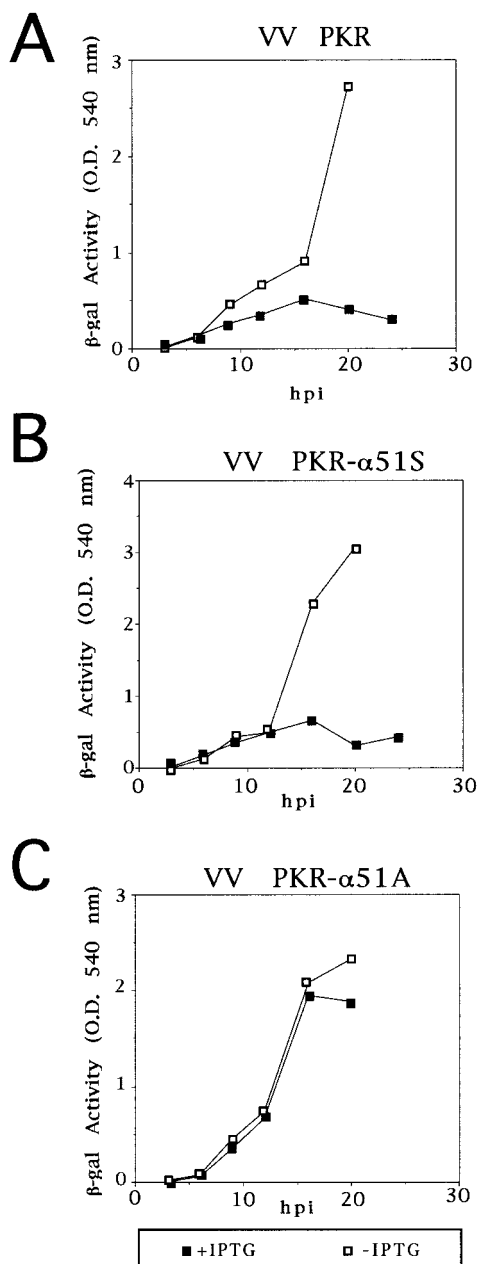 A
VV PKR
β-gal Activity (O.D. 540 nm)
3
2
1
0
0 10 20 30
hpi
B
VV PKR-α51S
β-gal Activity (O.D. 540 nm)
4
3
2
1
0
0 10 20 30
hpi
C
VV PKR-α51A
β-gal Activity (O.D. 540 nm)
3
2
1
0
0 10 20 30
hpi
+IPTG -IPTG